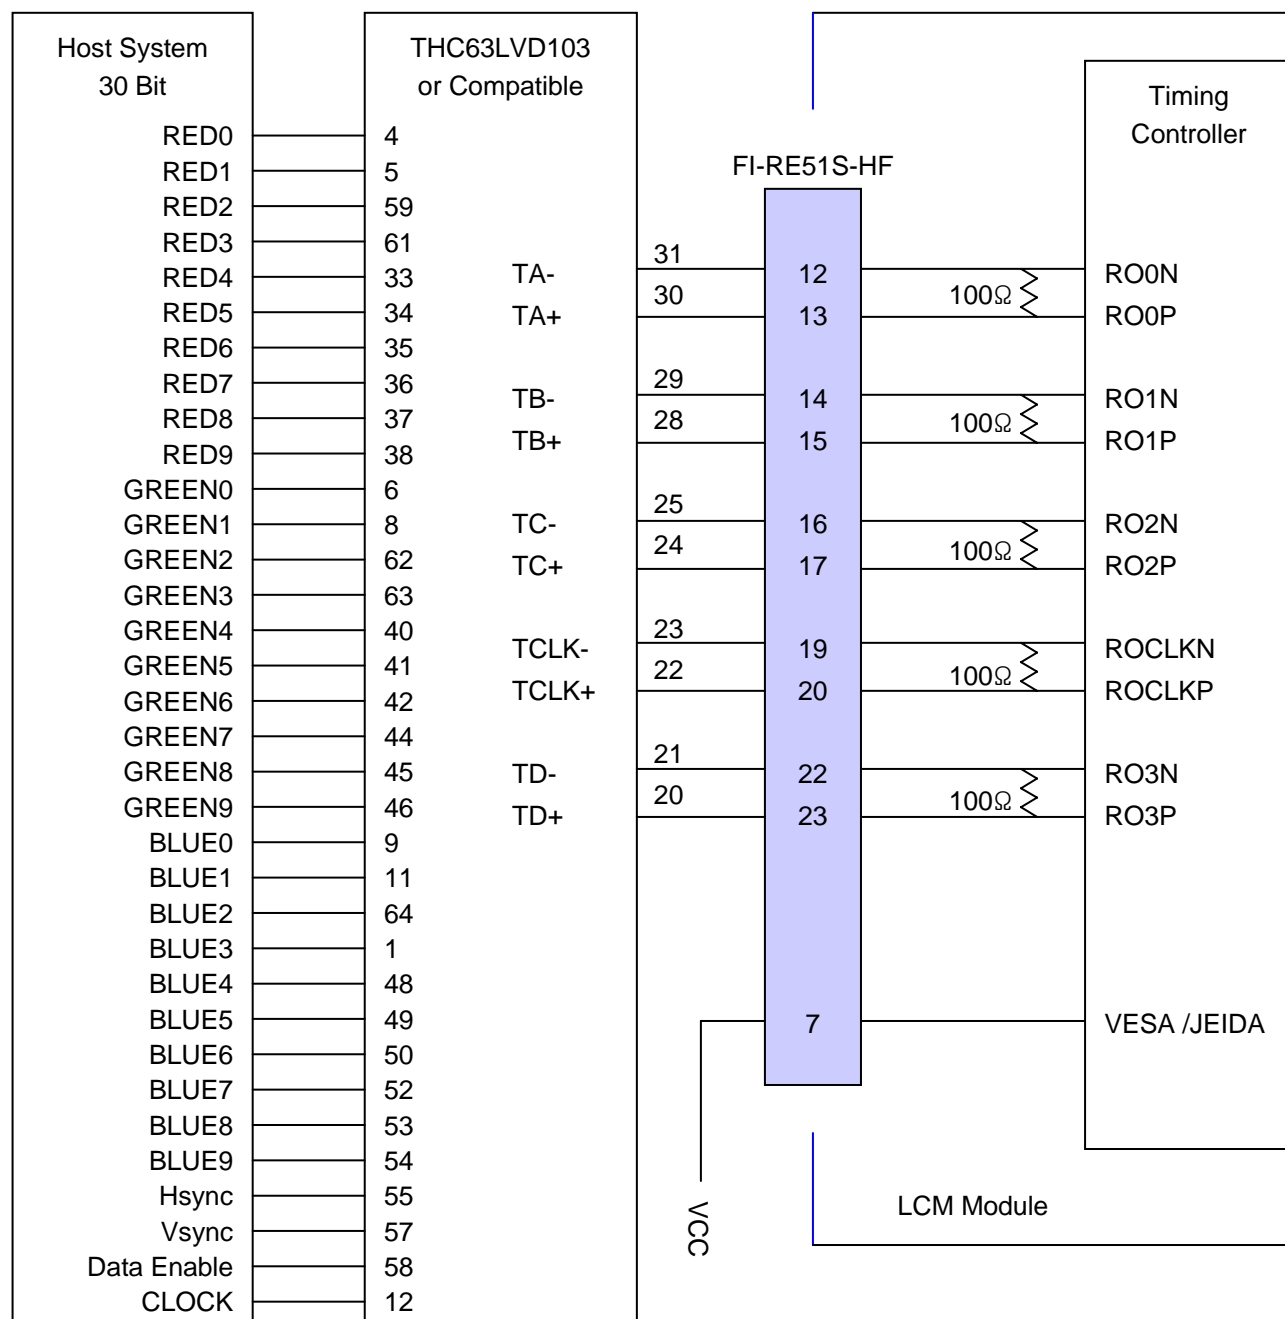 Host System
30 Bit
RED0
RED1
RED2
RED3
RED4
RED5
RED6
RED7
RED8
RED9
GREEN0
GREEN1
GREEN2
GREEN3
GREEN4
GREEN5
GREEN6
GREEN7
GREEN8
GREEN9
BLUE0
BLUE1
BLUE2
BLUE3
BLUE4
BLUE5
BLUE6
BLUE7
BLUE8
BLUE9
Hsync
Vsync
Data Enable
CLOCK
THC63LVD103
or Compatible
4
5
59
61
33
34
35
36
37
38
6
8
62
63
40
41
42
44
45
46
9
11
64
1
48
49
50
52
53
54
55
57
58
12
TA-
TA+
TB-
TB+
TC-
TC+
TCLK-
TCLK+
TD-
TD+
31
30
29
28
25
24
23
22
21
20
FI-RE51S-HF
12
13
14
15
16
17
19
20
22
23
7
VCC
100Ω
100Ω
100Ω
100Ω
100Ω
Timing
Controller
RO0N
RO0P
RO1N
RO1P
RO2N
RO2P
ROCLKN
ROCLKP
RO3N
RO3P
VESA /JEIDA
LCM Module